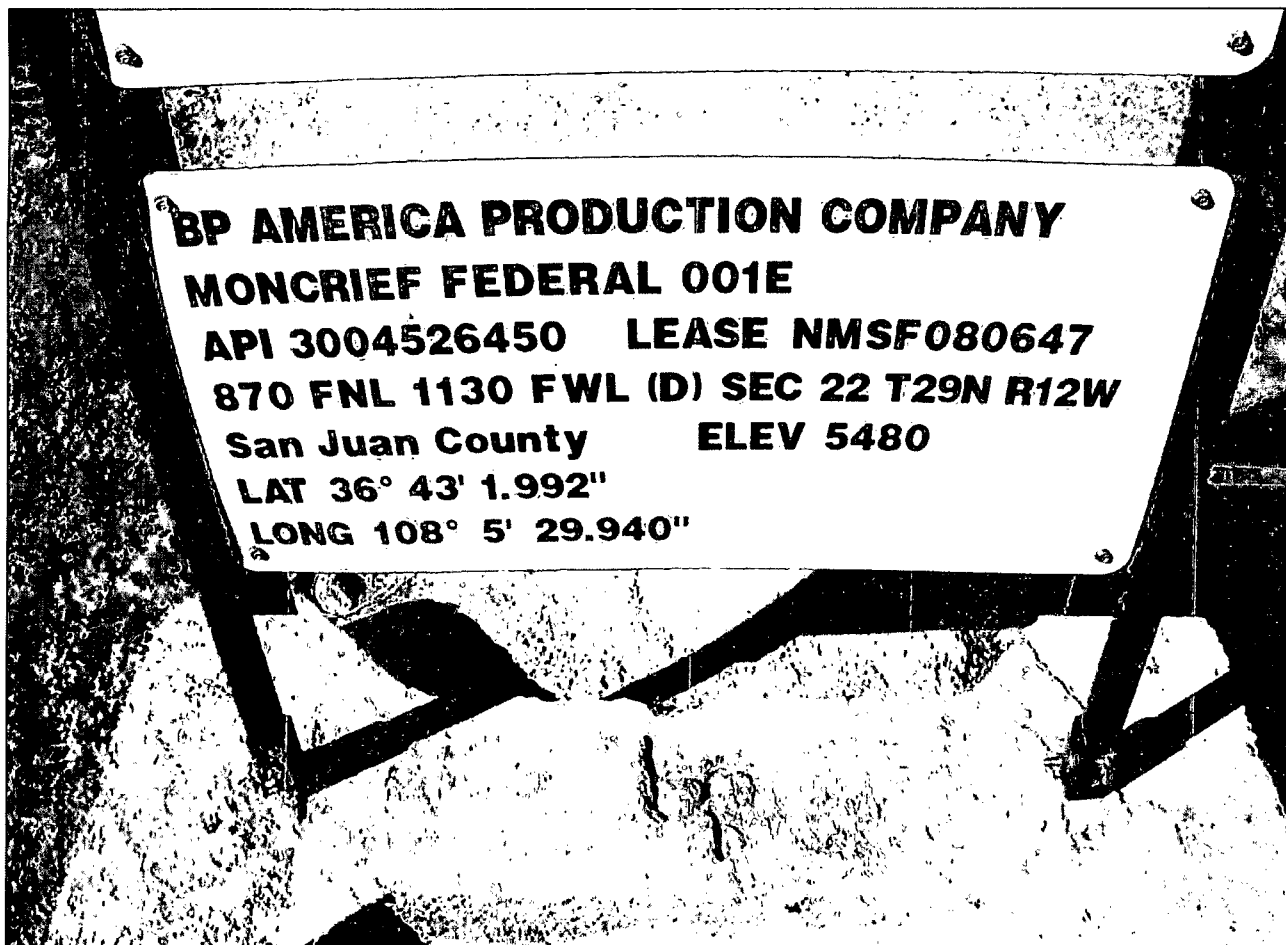 BP AMERICA PRODUCTION COMPANY
MONCRIEF FEDERAL 001E
API 3004526450 LEASE NMSF080647
870 FNL 1130 FWL (D) SEC 22 T29N R12W
San Juan County ELEV 5480
LAT 36° 43' 1.992"
LONG 108° 5' 29.940"